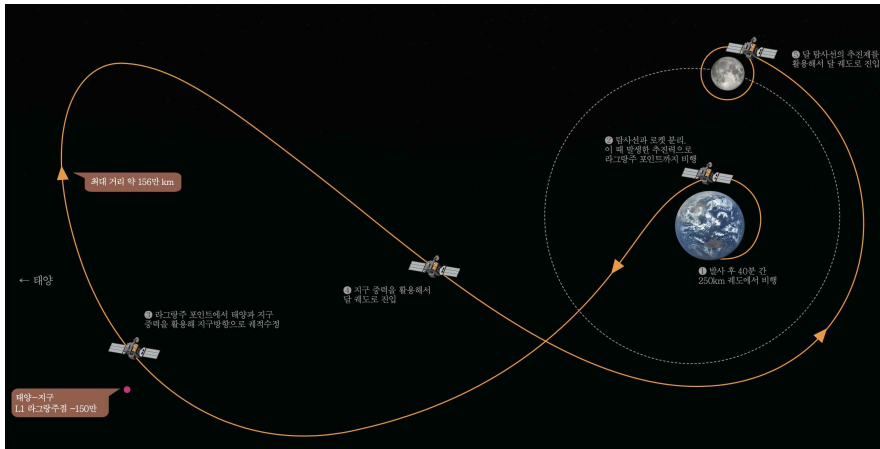 ❶ 발사 후 40분 간
250km 궤도에서 비행
❷ 탐사선과 로켓 분리,
이 때 발생한 추진력으로
라그랑주 포인트까지 비행
❸ 라그랑주 포인트에서 태양과 지구
중력을 활용해 지구방향으로 궤적수정
❹ 지구 중력을 활용해서
달 궤도로 진입
❺ 달 탐사선의 추진제를
활용해서 달 궤도로 진입
최대 거리 약 156만 km
← 태양
태양-지구
L1 라그랑주점 ~150만